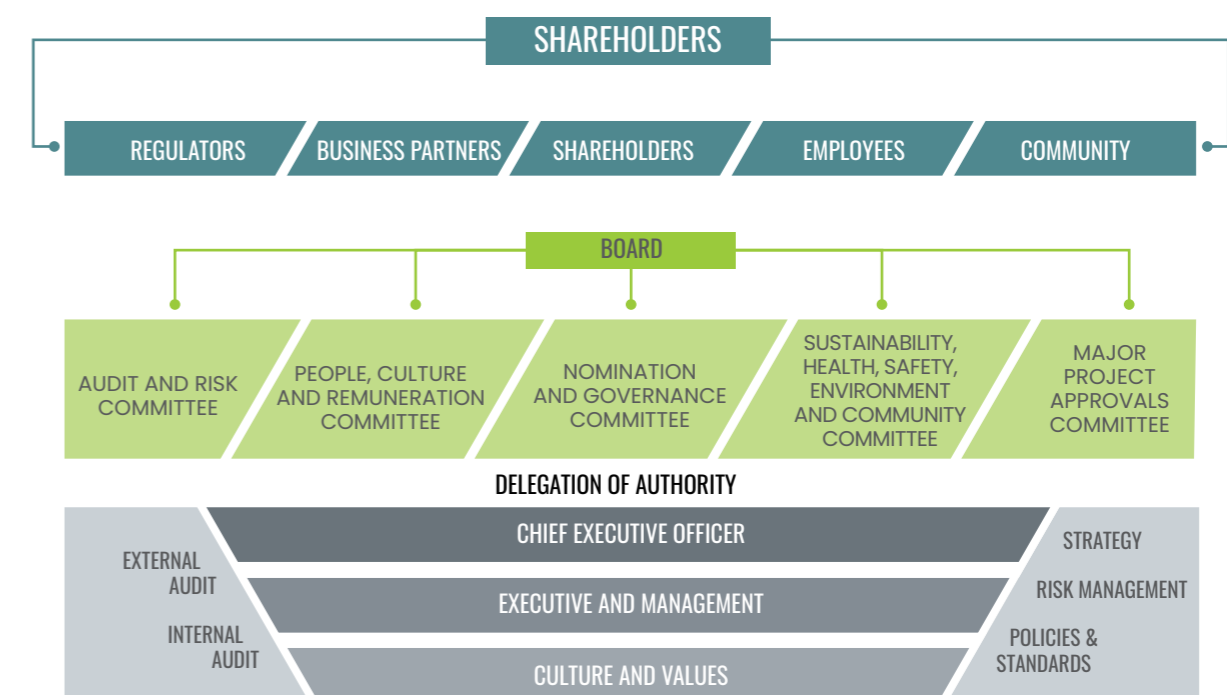 SHAREHOLDERS
REGULATORS
BUSINESS PARTNERS
SHAREHOLDERS
EMPLOYEES
COMMUNITY
BOARD
AUDIT AND RISK
COMMITTEE
PEOPLE, CULTURE
AND REMUNERATION
COMMITTEE
NOMINATION
AND GOVERNANCE
COMMITTEE
SUSTAINABILITY,
HEALTH, SAFETY,
ENVIRONMENT
AND COMMUNITY
COMMITTEE
MAJOR
PROJECT
APPROVALS
COMMITTEE
DELEGATION OF AUTHORITY
EXTERNAL
AUDIT
INTERNAL
AUDIT
CHIEF EXECUTIVE OFFICER
EXECUTIVE AND MANAGEMENT
CULTURE AND VALUES
STRATEGY
RISK MANAGEMENT
POLICIES &
STANDARDS